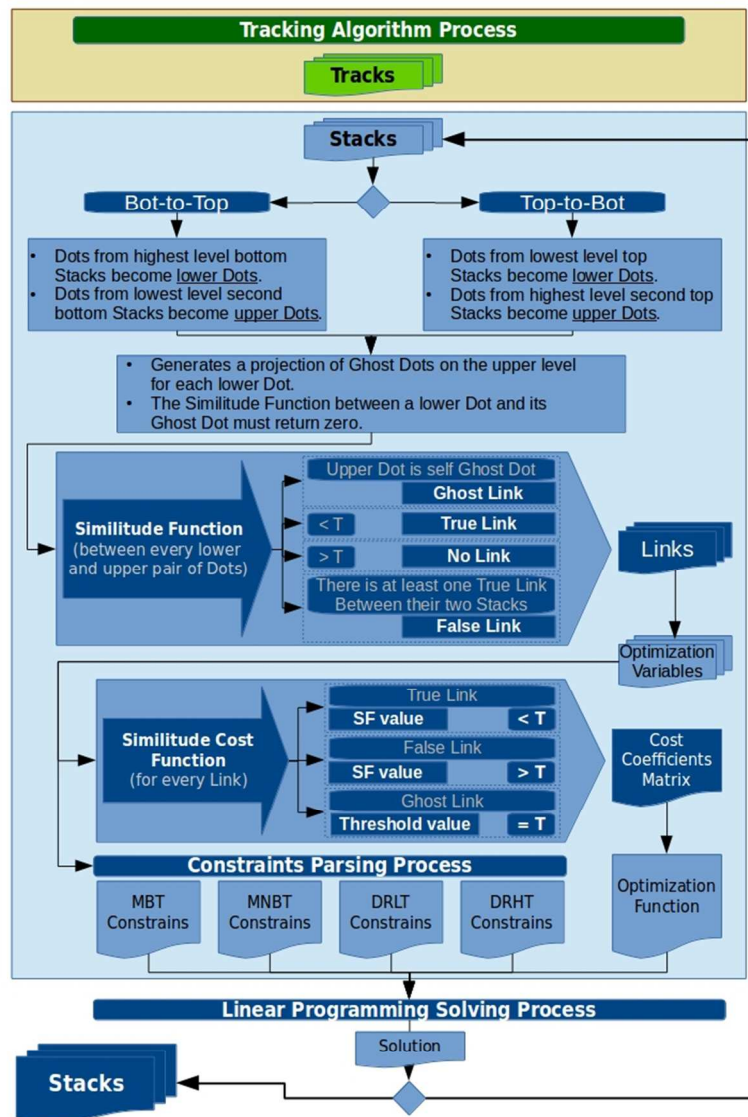 Tracking Algorithm Process
Tracks
Stacks
Bot-to-Top
Top-to-Bot
• Dots from highest level bottom
Stacks become lower Dots.
• Dots from lowest level second
bottom Stacks become upper Dots.
• Dots from lowest level top
Stacks become lower Dots.
• Dots from highest level second top
Stacks become upper Dots.
• Generates a projection of Ghost Dots on the upper level
for each lower Dot.
• The Similitude Function between a lower Dot and its
Ghost Dot must return zero.
Similitude Function
(between every lower
and upper pair of Dots)
Upper Dot is self Ghost Dot
Ghost Link
< T
True Link
> T
No Link
There is at least one True Link
Between their two Stacks
False Link
Links
Optimization
Variables
Similitude Cost
Function
(for every Link)
True Link
SF value
< T
False Link
SF value
> T
Ghost Link
Threshold value
= T
Cost
Coefficients
Matrix
Constraints Parsing Process
MBT
Constrains
MNBT
Constrains
DRLT
Constrains
DRHT
Constrains
Optimization
Function
Linear Programming Solving Process
Solution
Stacks